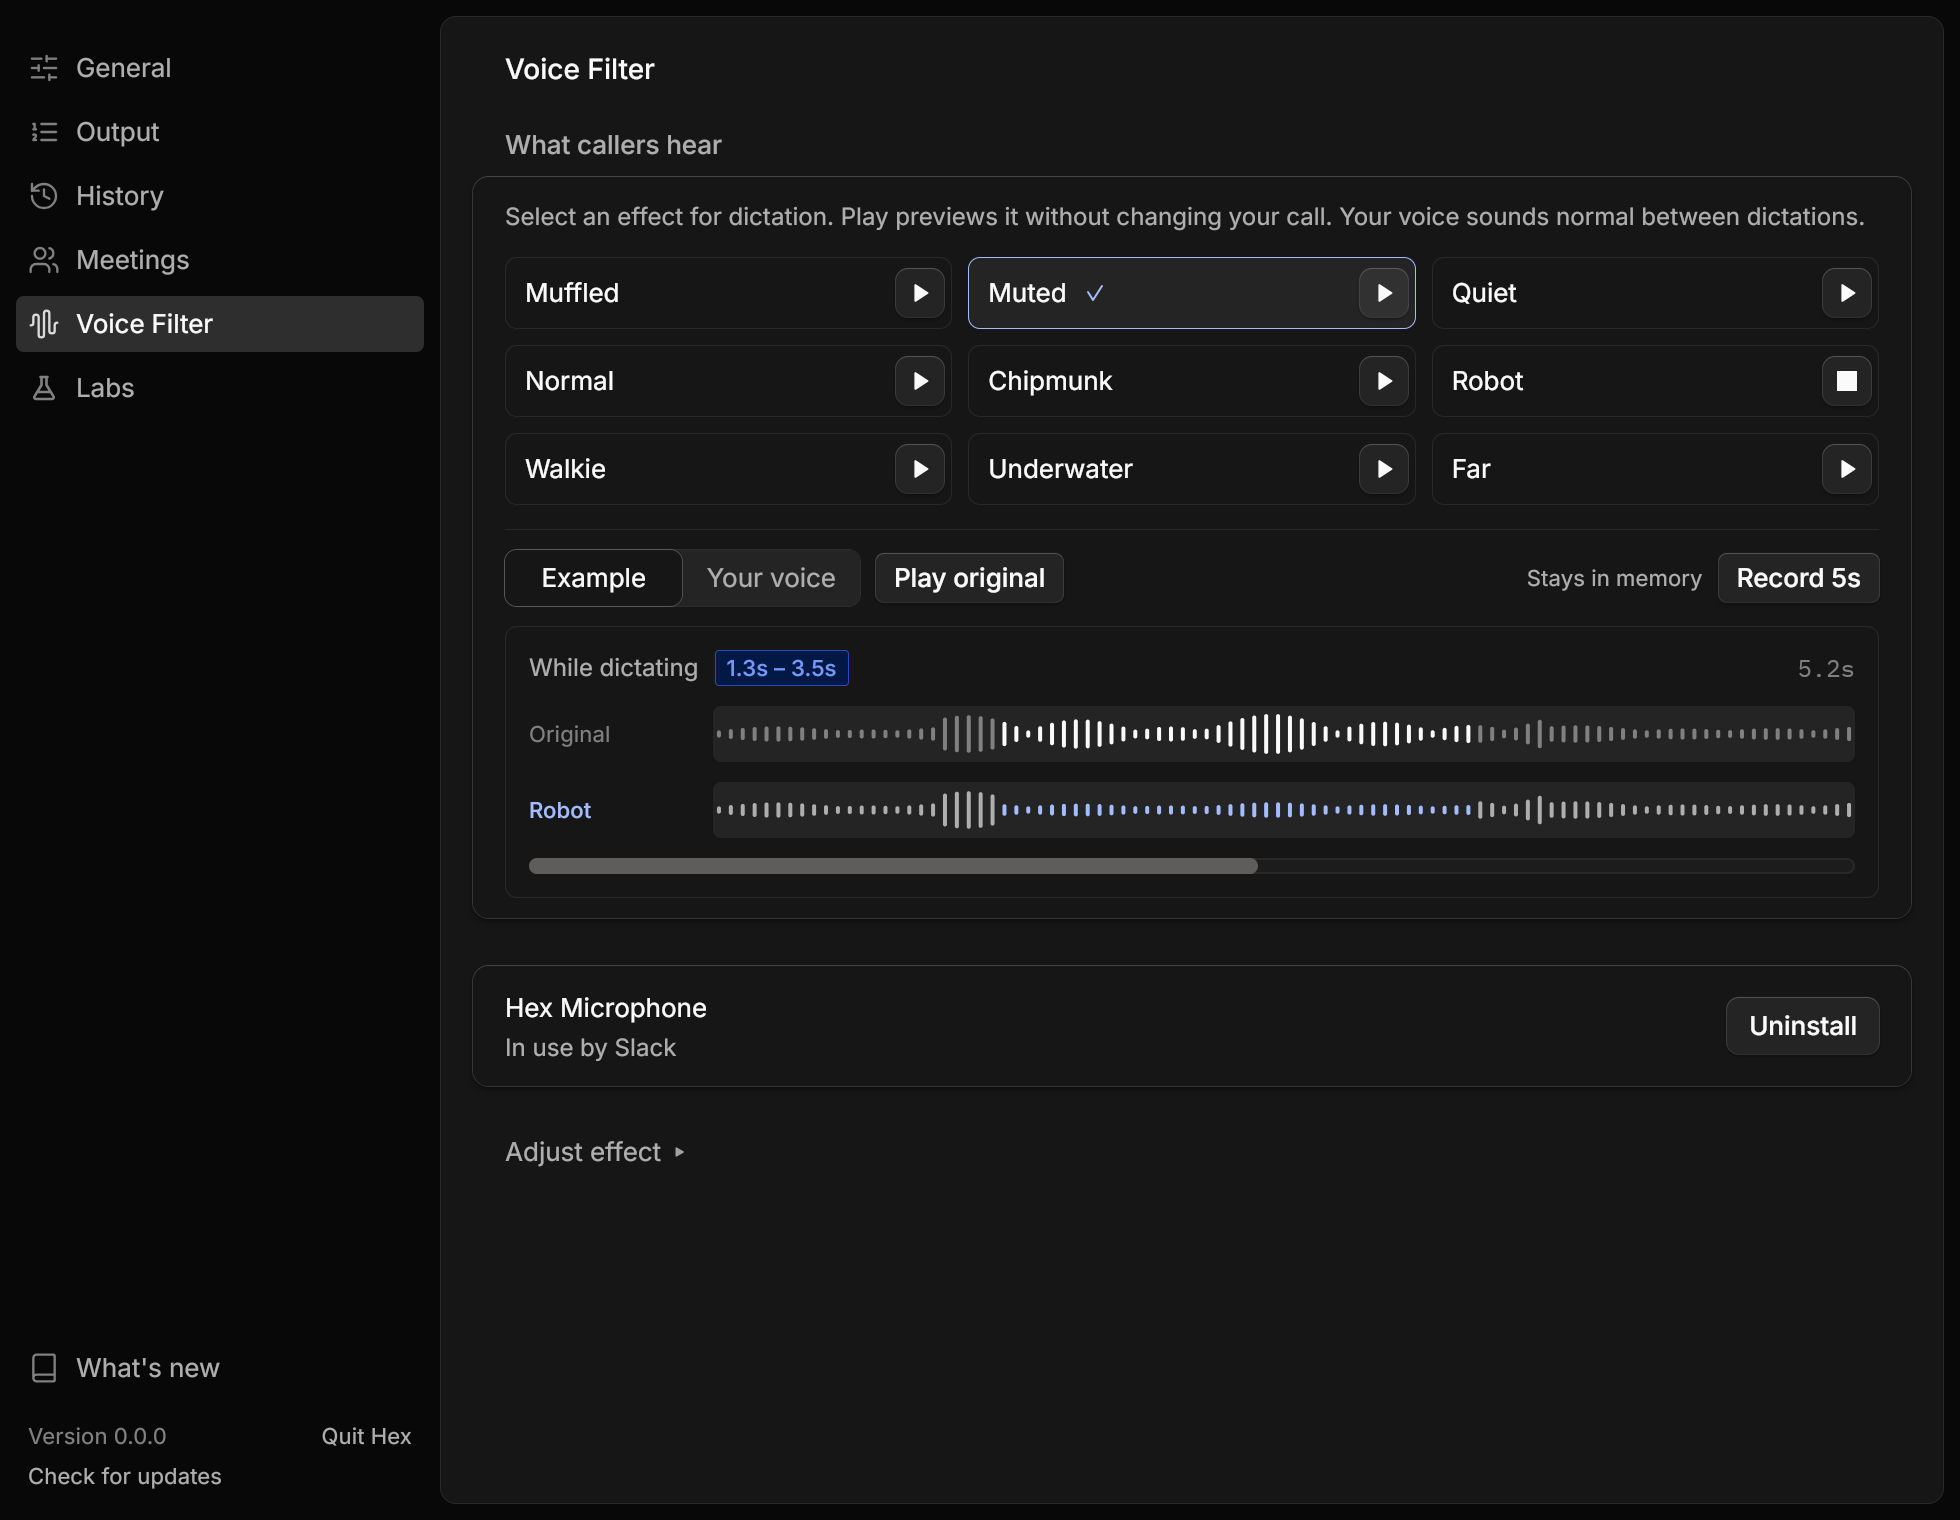 General
Output
History
Meetings
Voice Filter
Labs
What's new
Version 0.0.0
Quit Hex
Check for updates
Voice Filter
What callers hear
Select an effect for dictation. Play previews it without changing your call. Your voice sounds normal between dictations.
Muffled
Muted
Quiet
Normal
Chipmunk
Robot
Walkie
Underwater
Far
Example
Your voice
Play original
Stays in memory
Record 5s
While dictating
1.3s – 3.5s
5.2s
Original
Robot
Hex Microphone
In use by Slack
Uninstall
Adjust effect